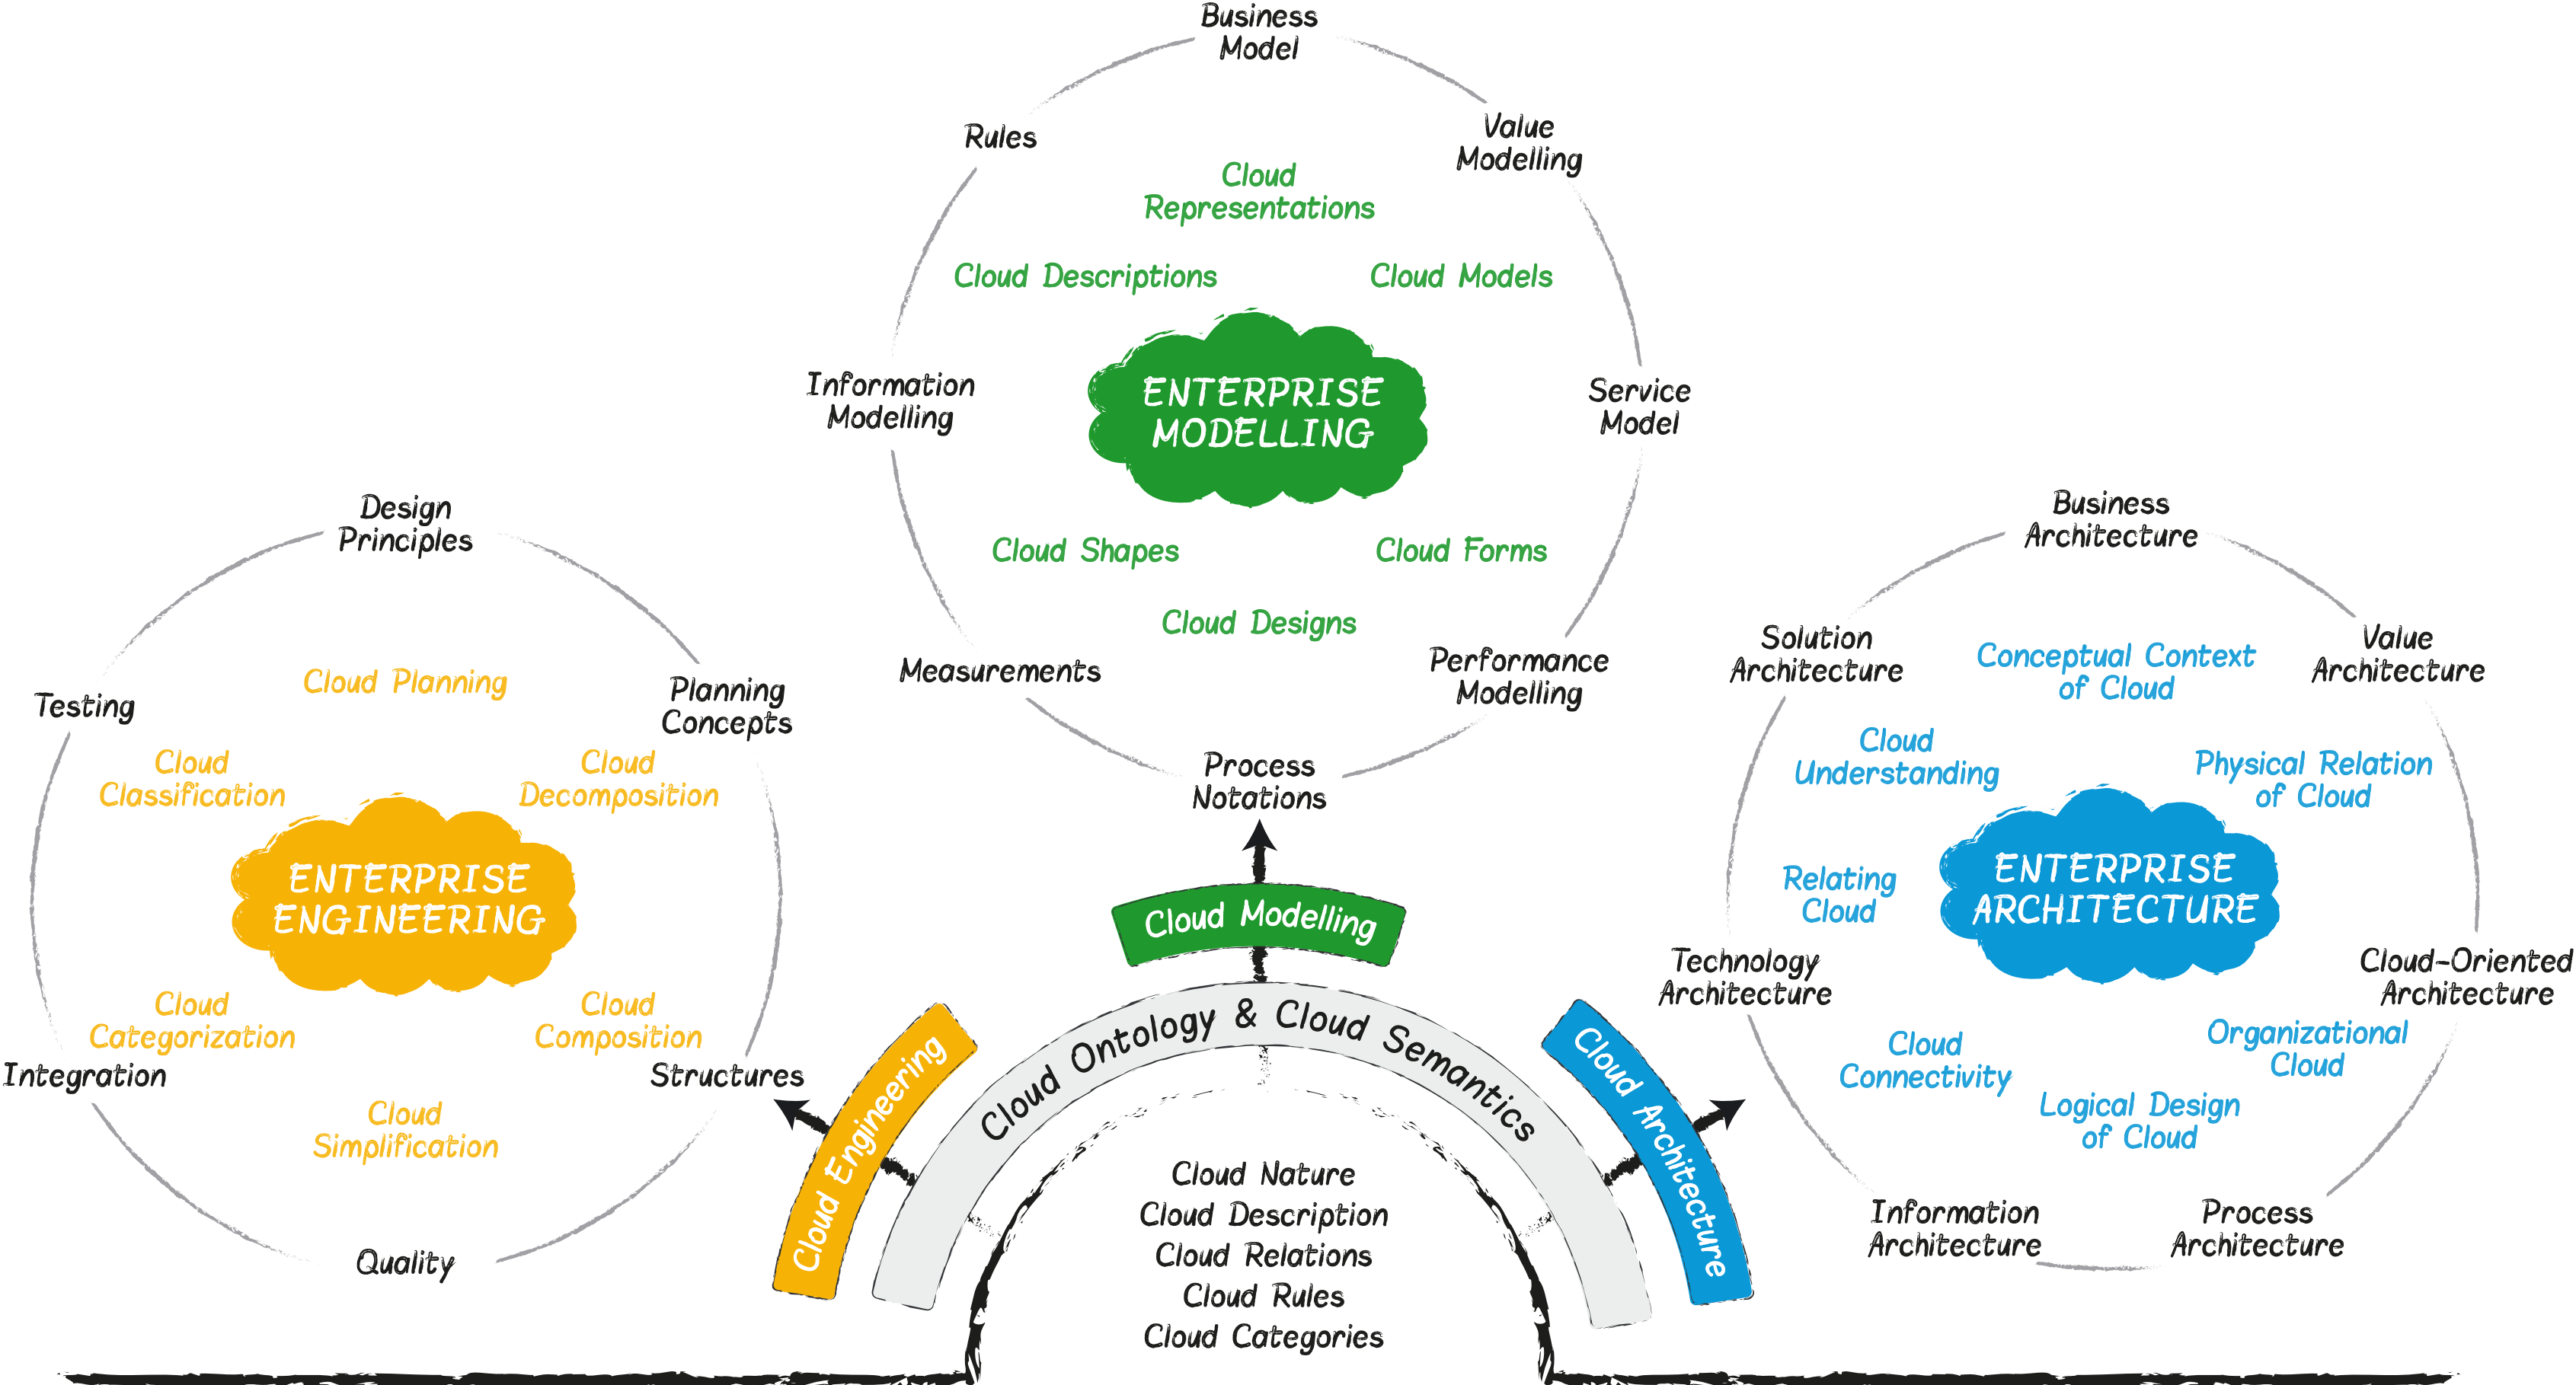 Business
Model
Rules
Value
Modelling
Cloud
Representations
Cloud Descriptions
Cloud Models
Information
Modelling
ENTERPRISE
MODELLING
Service
Model
Cloud Shapes
Cloud Forms
Cloud Designs
Measurements
Performance
Modelling
Process
Notations
Design
Principles
Testing
Cloud Planning
Planning
Concepts
Cloud
Classification
Cloud
Decomposition
ENTERPRISE
ENGINEERING
Cloud
Categorization
Cloud
Composition
Integration
Structures
Cloud
Simplification
Quality
Business
Architecture
Solution
Architecture
Conceptual Context
of Cloud
Value
Architecture
Cloud
Understanding
Physical Relation
of Cloud
Relating
Cloud
ENTERPRISE
ARCHITECTURE
Technology
Architecture
Cloud-Oriented
Architecture
Cloud
Connectivity
Organizational
Cloud
Logical Design
of Cloud
Information
Architecture
Process
Architecture
Cloud Modelling
Cloud Engineering
Cloud Ontology & Cloud Semantics
Cloud Architecture
Cloud Nature
Cloud Description
Cloud Relations
Cloud Rules
Cloud Categories